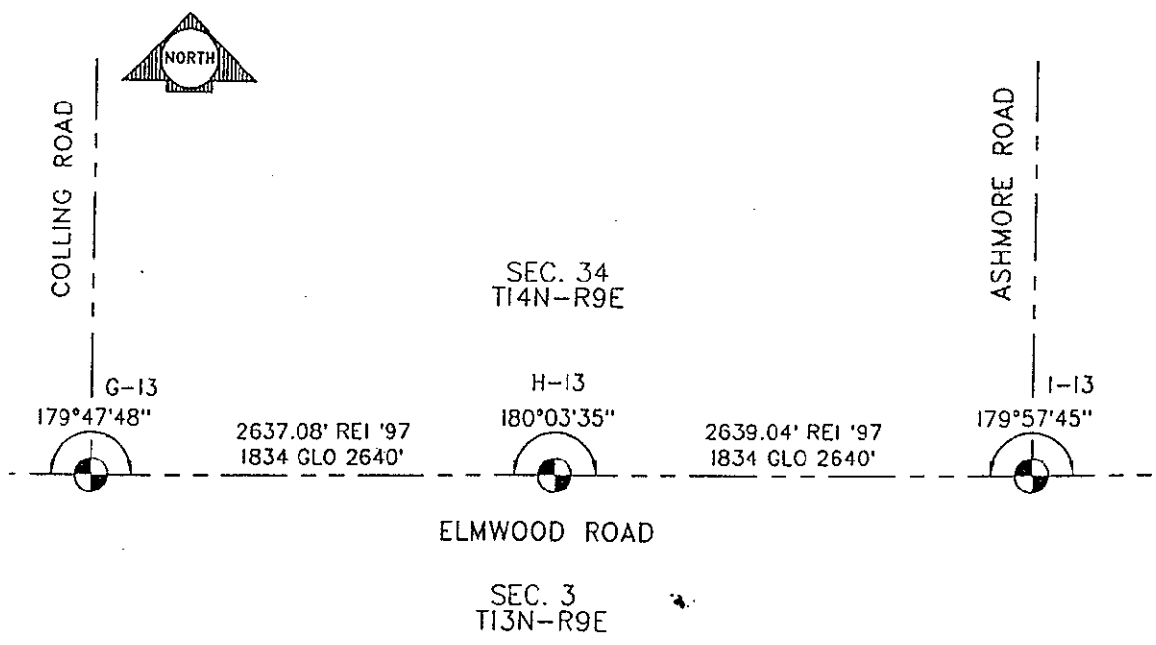 NORTH
COLLING ROAD
ASHMORE ROAD
SEC. 34
T14N-R9E
G-13
179°47'48"
H-13
180°03'35"
I-13
179°57'45"
2637.08' REI '97
1834 GLO 2640'
2639.04' REI '97
1834 GLO 2640'
ELMWOOD ROAD
SEC. 3
T13N-R9E